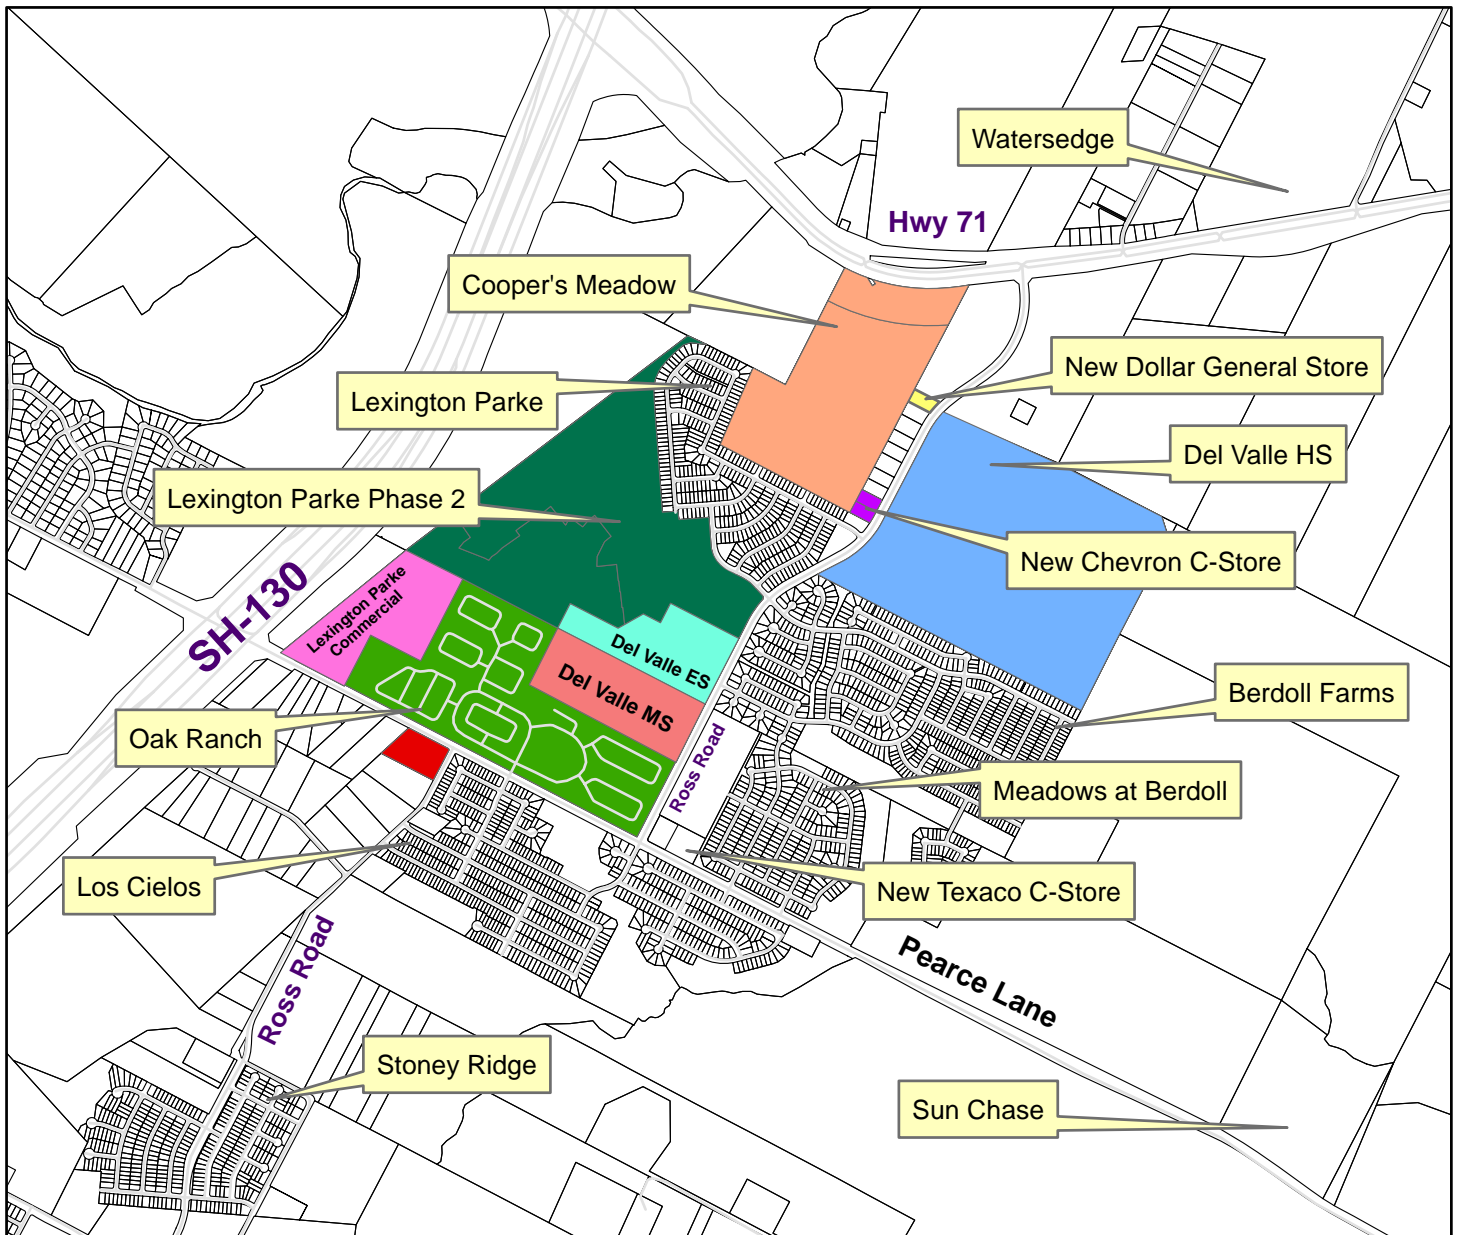 Watersedge
Hwy 71
Cooper's Meadow
New Dollar General Store
Lexington Parke
Del Valle HS
Lexington Parke Phase 2
New Chevron C-Store
SH-130
Lexington Parke
Commercial
Del Valle ES
Del Valle MS
Berdoll Farms
Oak Ranch
Ross Road
Meadows at Berdoll
Los Cielos
New Texaco C-Store
Ross Road
Pearce Lane
Stoney Ridge
Sun Chase